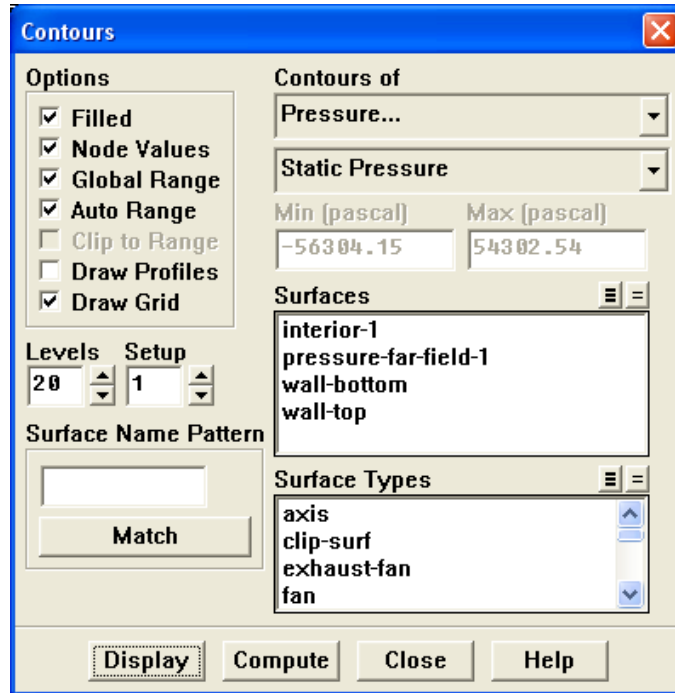 Contours
Options
Filled
Node Values
Global Range
Auto Range
Clip to Range
Draw Profiles
Draw Grid
Levels Setup
20 1
Surface Name Pattern
Match
Contours of
Pressure...
Static Pressure
Min (pascal) Max (pascal)
-56304.15 54302.54
Surfaces
interior-1
pressure-far-field-1
wall-bottom
wall-top
Surface Types
axis
clip-surf
exhaust-fan
fan
Display Compute Close Help